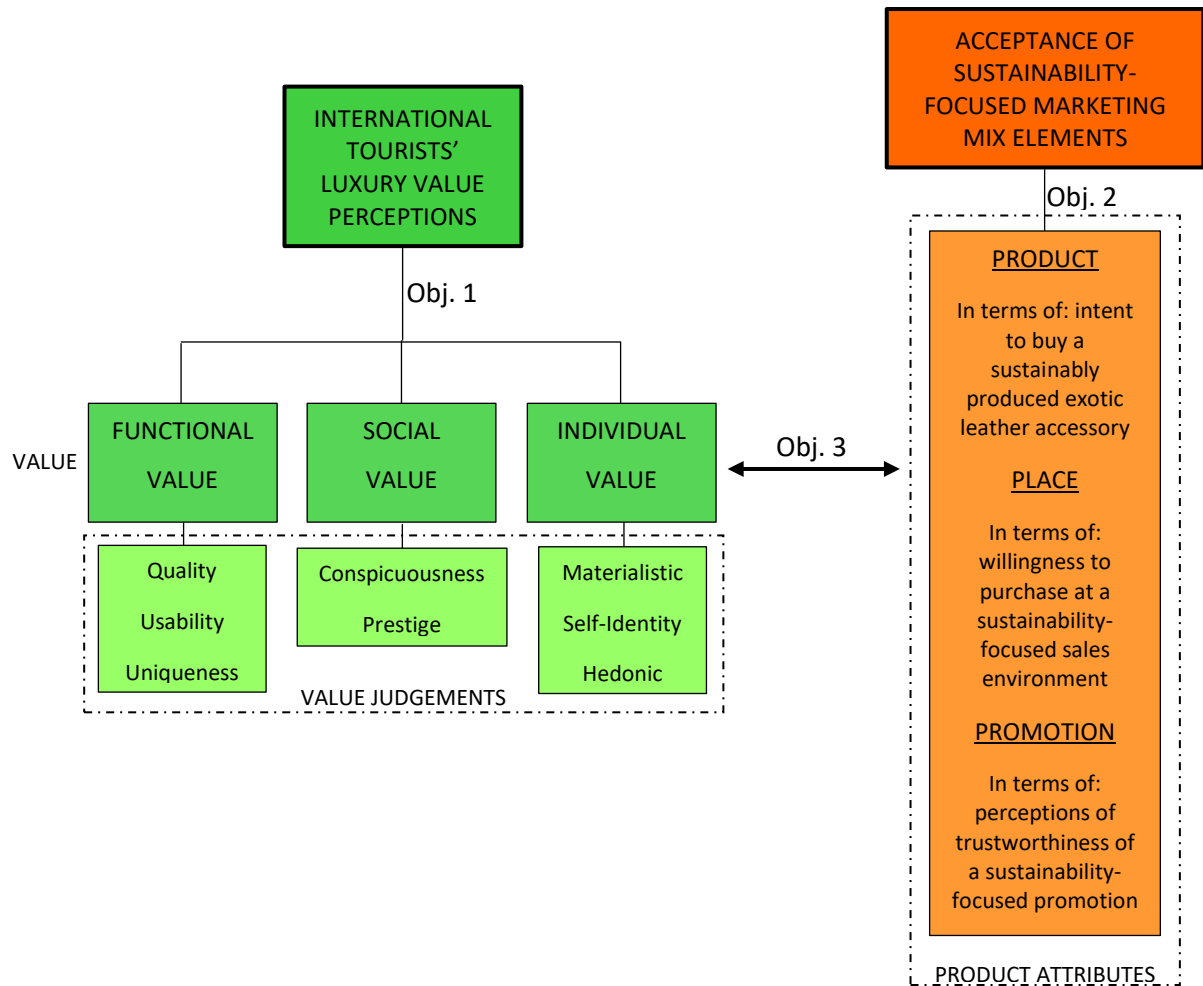 INTERNATIONAL
TOURISTS'
LUXURY VALUE
PERCEPTIONS
Obj. 1
VALUE
FUNCTIONAL
VALUE
SOCIAL
VALUE
INDIVIDUAL
VALUE
Quality
Usability
Uniqueness
Conspicuousness
Prestige
Materialistic
Self-Identity
Hedonic
VALUE JUDGEMENTS
Obj. 3
ACCEPTANCE OF
SUSTAINABILITY-
FOCUSED MARKETING
MIX ELEMENTS
Obj. 2
PRODUCT
In terms of: intent
to buy a
sustainably
produced exotic
leather accessory
PLACE
In terms of:
willingness to
purchase at a
sustainability-
focused sales
environment
PROMOTION
In terms of:
perceptions of
trustworthiness of
a sustainability-
focused promotion
PRODUCT ATTRIBUTES